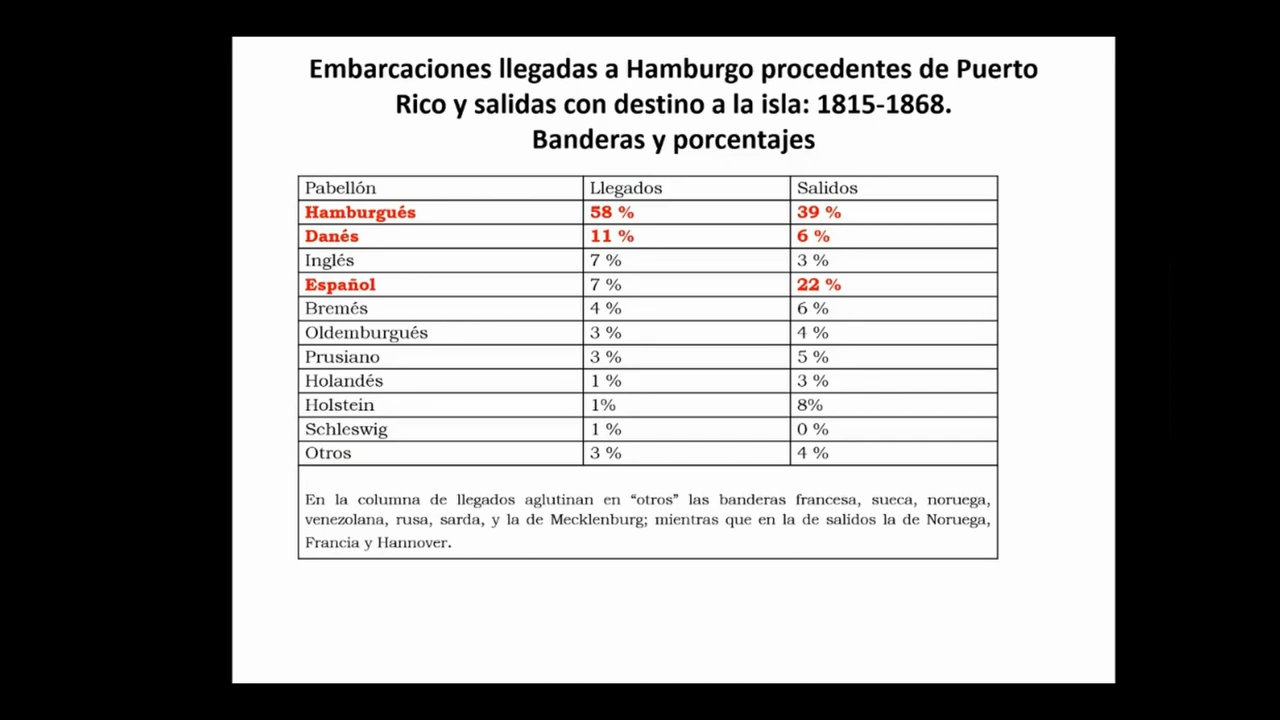 Embarcaciones llegadas a Hamburgo procedentes de Puerto
Rico y salidas con destino a la isla: 1815-1868.
Banderas y porcentajes
Pabellón Llegados Salidos
Hamburgués 58 % 39 %
Danés 11 % 6 %
Inglés 7 % 3 %
Español 7 % 22 %
Bremés 4 % 6 %
Oldemburgués 3 % 4 %
Prusiano 3 % 5 %
Holandés 1 % 3 %
Holstein 1% 8%
Schleswig 1 % 0 %
Otros 3 % 4 %
En la columna de llegados aglutinan en “otros” las banderas francesa, sueca, noruega,
venezolana, rusa, sarda, y la de Mecklenburg; mientras que en la de salidos la de Noruega,
Francia y Hannover.